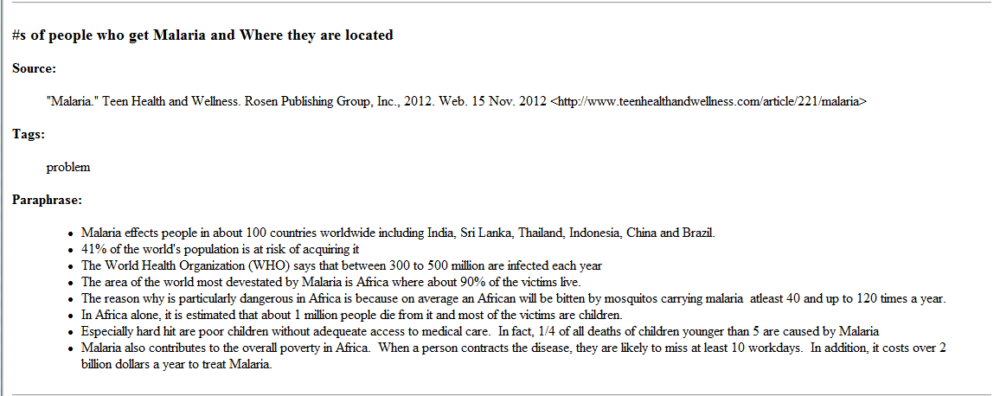 #s of people who get Malaria and Where they are located
Source:
"Malaria." Teen Health and Wellness. Rosen Publishing Group, Inc., 2012. Web. 15 Nov. 2012 <http://www.teenhealthandwellness.com/article/221/malaria>
Tags:
problem
Paraphrase:
• Malaria effects people in about 100 countries worldwide including India, Sri Lanka, Thailand, Indonesia, China and Brazil.
• 41% of the world's population is at risk of acquiring it
• The World Health Organization (WHO) says that between 300 to 500 million are infected each year
• The area of the world most devestated by Malaria is Africa where about 90% of the victims live.
• The reason why is particularly dangerous in Africa is because on average an African will be bitten by mosquitos carrying malaria  atleast 40 and up to 120 times a year.
• In Africa alone, it is estimated that about 1 million people die from it and most of the victims are children.
• Especially hard hit are poor children without adequeate access to medical care.  In fact, 1/4 of all deaths of children younger than 5 are caused by Malaria
• Malaria also contributes to the overall poverty in Africa.  When a person contracts the disease, they are likely to miss at least 10 workdays.  In addition, it costs over 2
billion dollars a year to treat Malaria.